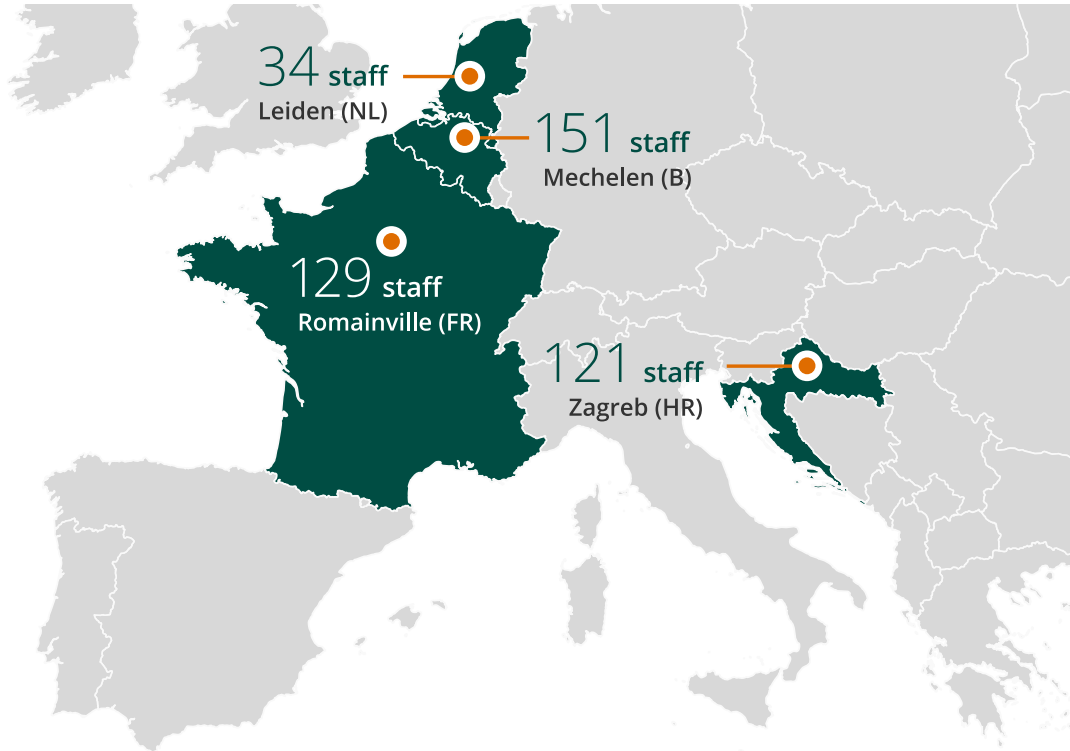 34 staff
Leiden (NL)
151 staff
Mechelen (B)
129 staff
Romainville (FR)
121 staff
Zagreb (HR)